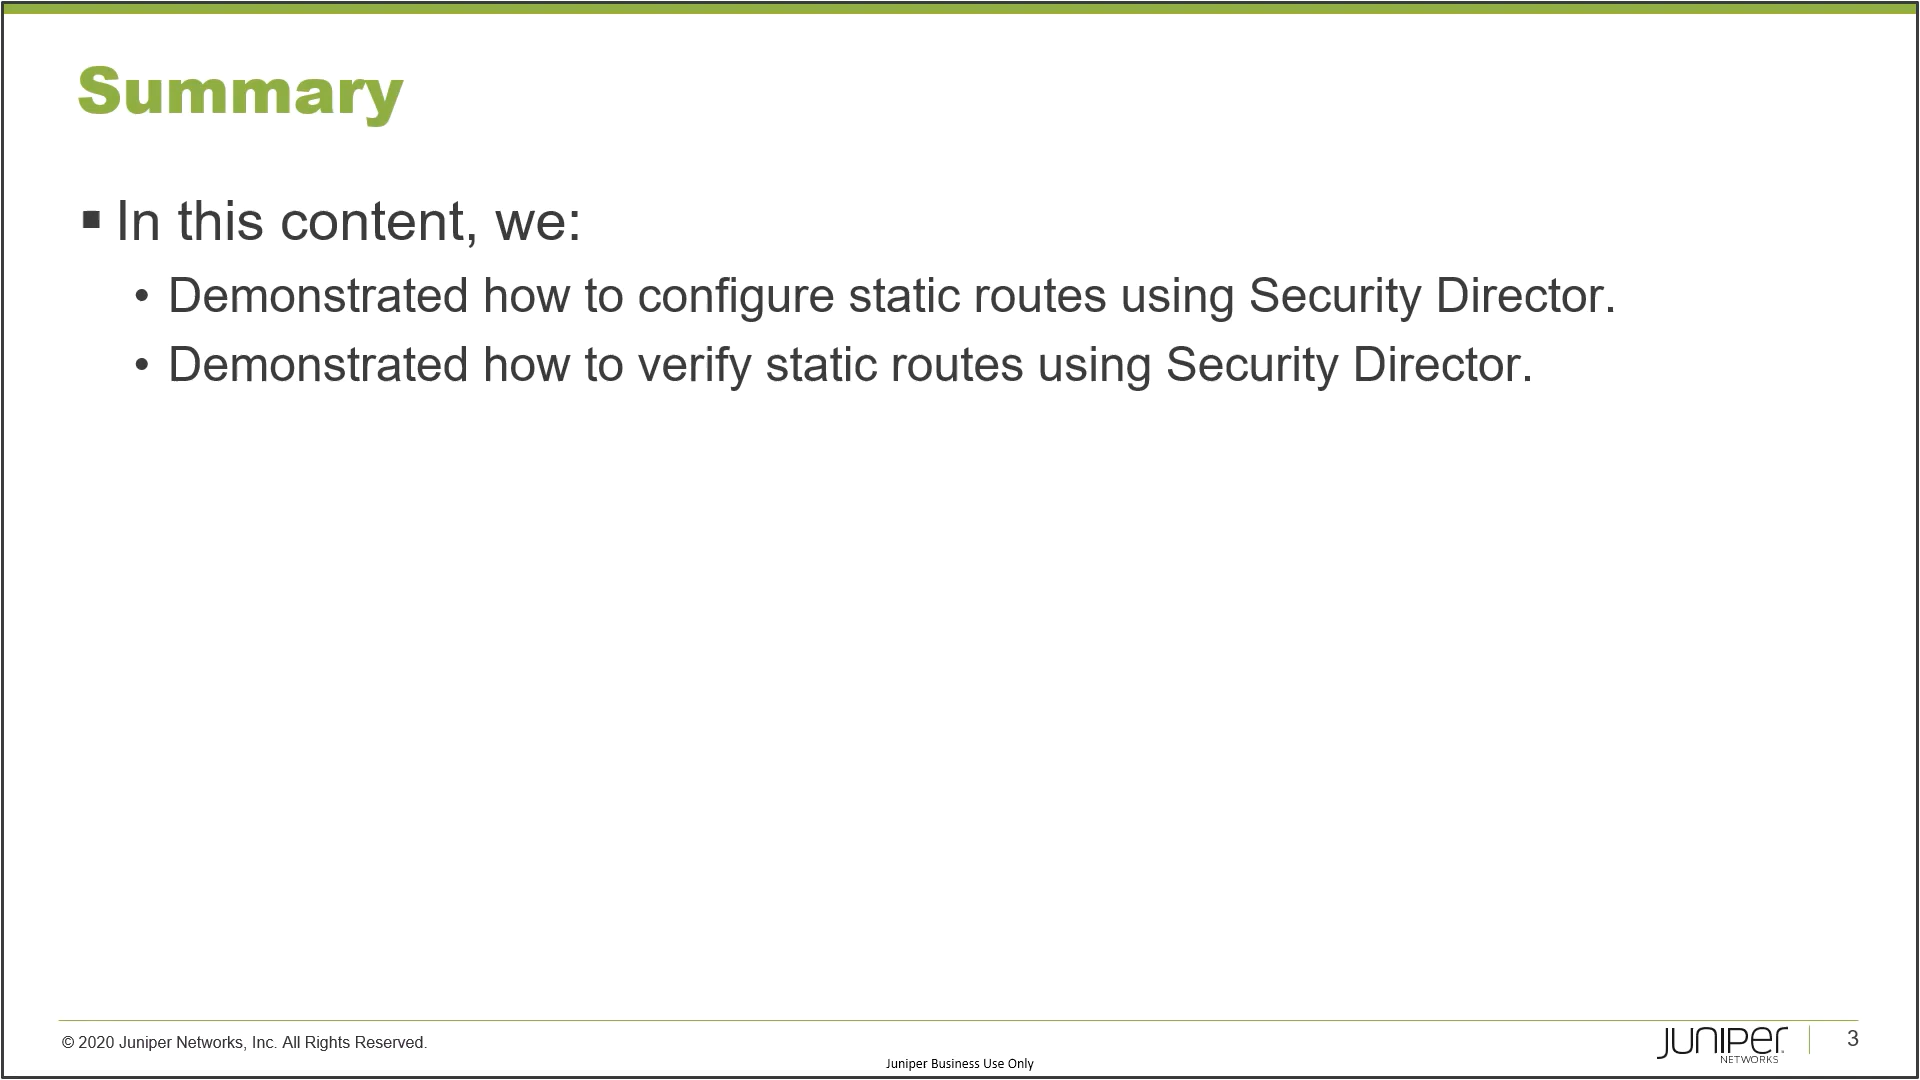 Summary
▪ In this content, we:
• Demonstrated how to configure static routes using Security Director.
• Demonstrated how to verify static routes using Security Director.
© 2020 Juniper Networks, Inc. All Rights Reserved.
Juniper Business Use Only
JUNIPEr
NETWORKS
3